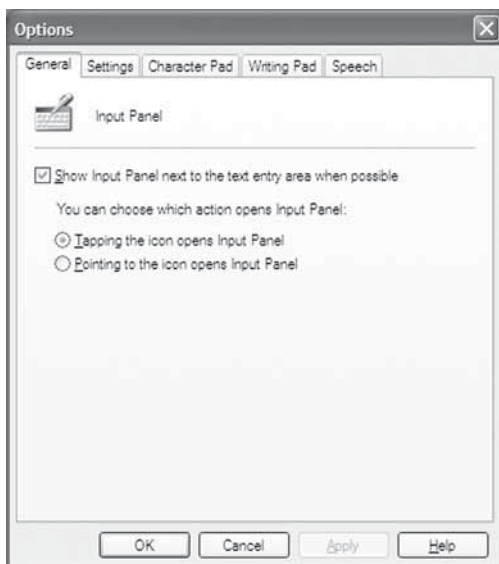 Options
General Settings Character Pad Writing Pad Speech
Input Panel
Show Input Panel next to the text entry area when possible
You can choose which action opens Input Panel:
Tapping the icon opens Input Panel
Pointing to the icon opens Input Panel
OK Cancel Apply Help